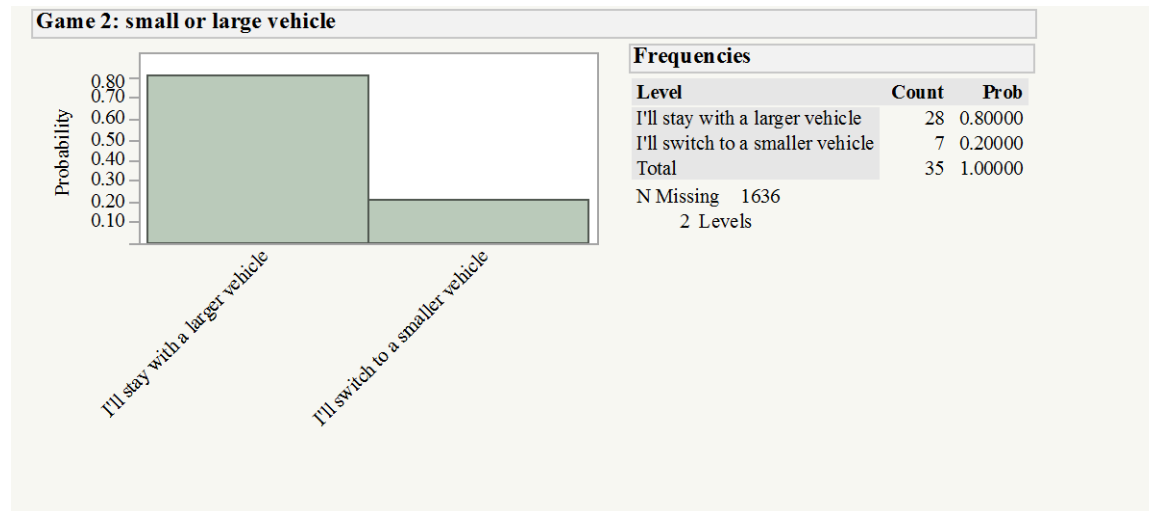 Game 2: small or large vehicle
Probability
0.80
0.70
0.60
0.50
0.40
0.30
0.20
0.10
I'll stay with a larger vehicle
I'll switch to a smaller vehicle
Frequencies
Level Count Prob
I'll stay with a larger vehicle 28 0.80000
I'll switch to a smaller vehicle 7 0.20000
Total 35 1.00000
N Missing 1636
2 Levels